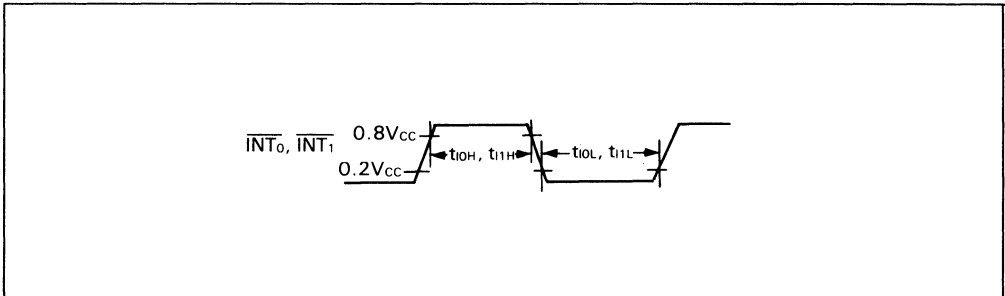 INT0, INT1 0.8VCC
tI0H, tI1H tI0L, tI1L
0.2VCC